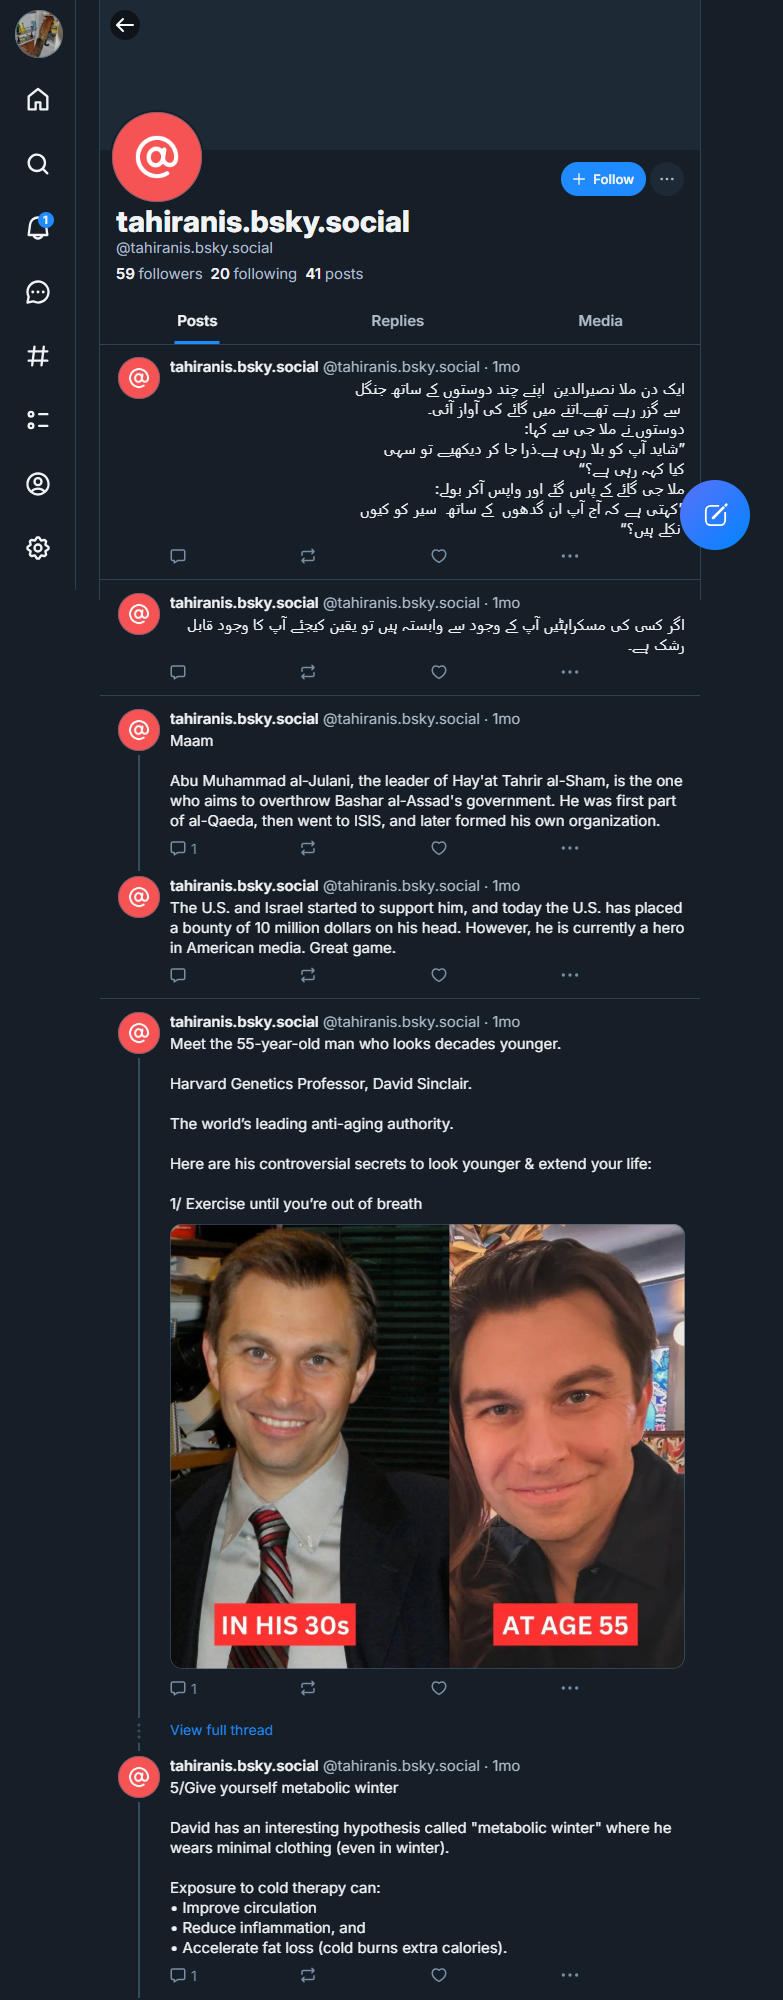 @
+ Follow
tahiranis.bsky.social
@tahiranis.bsky.social
59 followers 20 following 41 posts
Posts Replies Media
1
@
tahiranis.bsky.social @tahiranis.bsky.social · 1mo
ایک دن ملا نصیرالدین اپنے چند دوستوں کے ساتھ جنگل
سے گزر رہے تھے۔اتنے میں گائے کی آواز آئی۔
دوستوں نے ملا جی سے کہا:
”شاید آپ کو بلا رہی ہے۔ذرا جا کر دیکھیے تو سہی
کیا کہہ رہی ہے؟“
ملا جی گائے کے پاس گئے اور واپس آکر بولے:
”کہتی ہے کہ آج آپ ان گدھوں کے ساتھ سیر کو کیوں
نکلے ہیں؟“
@
tahiranis.bsky.social @tahiranis.bsky.social · 1mo
اگر کسی کی مسکراہٹیں آپ کے وجود سے وابستہ ہیں تو یقین کیجئے آپ کا وجود قابل
رشک ہے۔
@
tahiranis.bsky.social @tahiranis.bsky.social · 1mo
Maam
Abu Muhammad al-Julani, the leader of Hay'at Tahrir al-Sham, is the one
who aims to overthrow Bashar al-Assad's government. He was first part
of al-Qaeda, then went to ISIS, and later formed his own organization.
1
@
tahiranis.bsky.social @tahiranis.bsky.social · 1mo
The U.S. and Israel started to support him, and today the U.S. has placed
a bounty of 10 million dollars on his head. However, he is currently a hero
in American media. Great game.
@
tahiranis.bsky.social @tahiranis.bsky.social · 1mo
Meet the 55-year-old man who looks decades younger.
Harvard Genetics Professor, David Sinclair.
The world’s leading anti-aging authority.
Here are his controversial secrets to look younger & extend your life:
1/ Exercise until you’re out of breath
IN HIS 30s
AT AGE 55
1
View full thread
@
tahiranis.bsky.social @tahiranis.bsky.social · 1mo
5/Give yourself metabolic winter
David has an interesting hypothesis called "metabolic winter" where he
wears minimal clothing (even in winter).
Exposure to cold therapy can:
• Improve circulation
• Reduce inflammation, and
• Accelerate fat loss (cold burns extra calories).
1